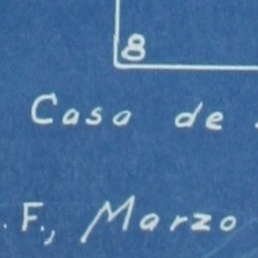 8
Casa de
. F., Marzo